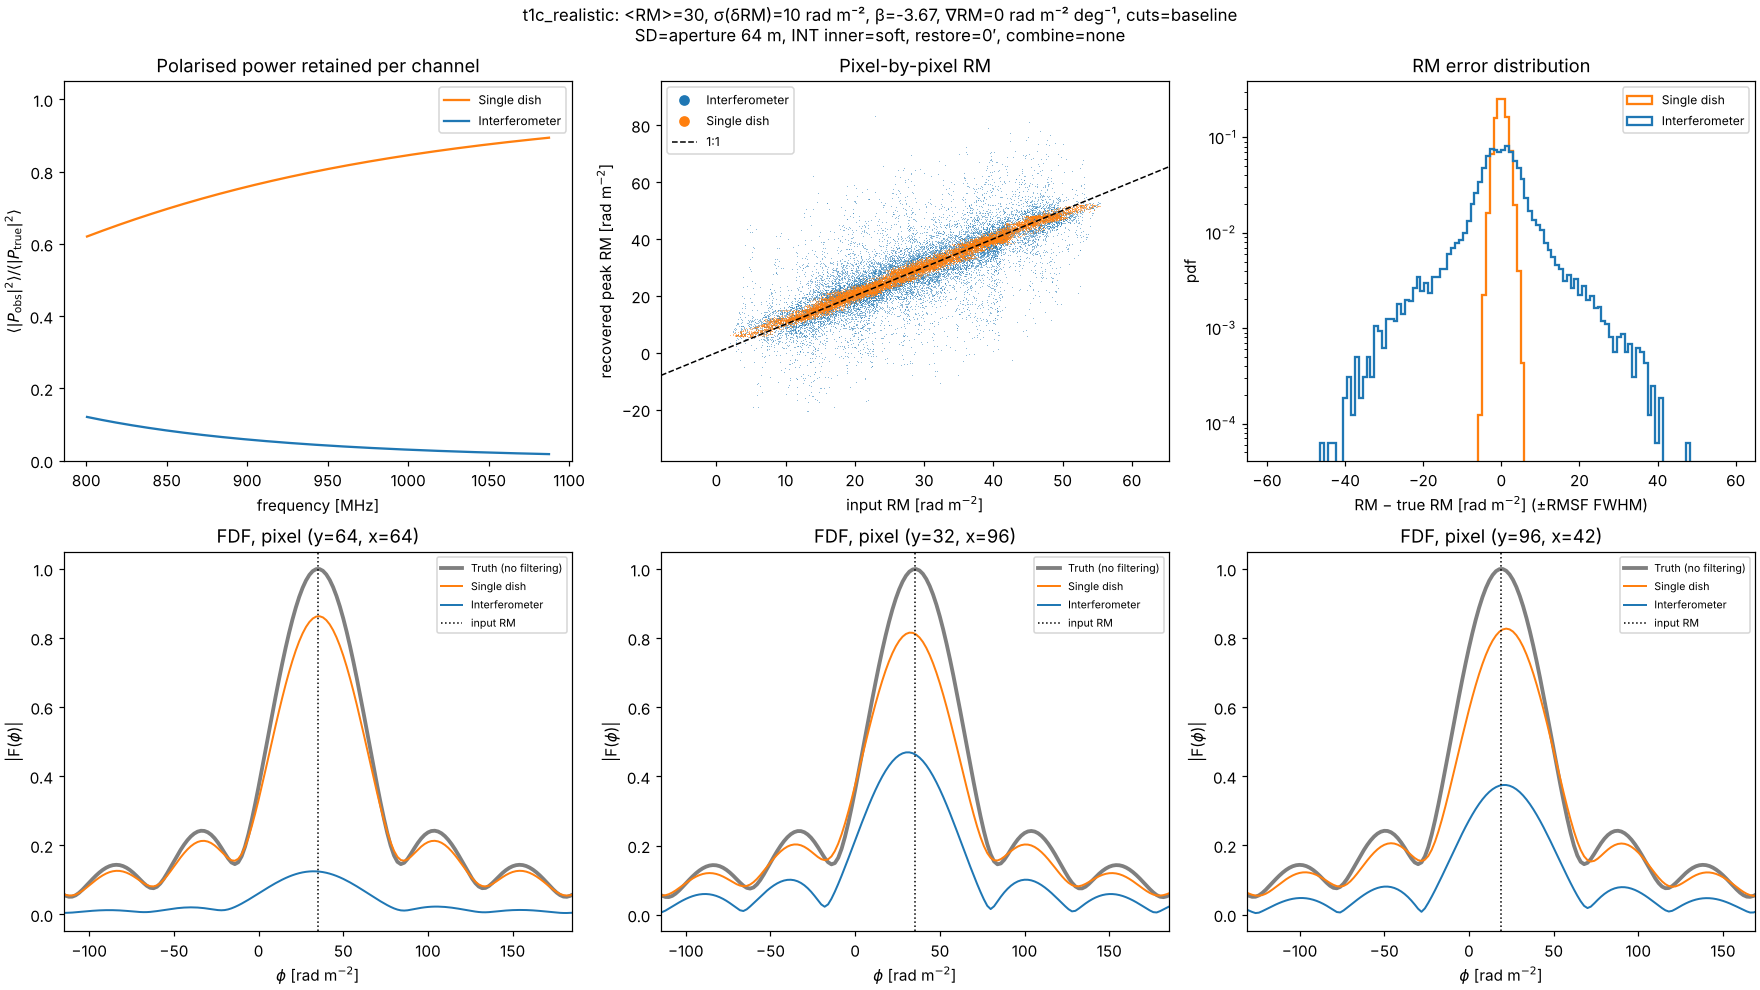 t1c_realistic: <RM>=30, σ(δRM)=10 rad m⁻², β=-3.67, ∇RM=0 rad m⁻² deg⁻¹, cuts=baseline
SD=aperture 64 m, INT inner=soft, restore=0′, combine=none
Polarised power retained per channel
⟨|P_obs|²⟩/⟨|P_true|²⟩
1.0
0.8
0.6
0.4
0.2
0.0
Single dish
Interferometer
800 850 900 950 1000 1050 1100
frequency [MHz]
Pixel-by-pixel RM
recovered peak RM [rad m⁻²]
80
60
40
20
0
−20
Interferometer
Single dish
1:1
0 10 20 30 40 50 60
input RM [rad m⁻²]
RM error distribution
pdf
10⁻¹
10⁻²
10⁻³
10⁻⁴
Single dish
Interferometer
−60 −40 −20 0 20 40 60
RM − true RM [rad m⁻²] (±RMSF FWHM)
FDF, pixel (y=64, x=64)
|F(ϕ)|
1.0
0.8
0.6
0.4
0.2
0.0
Truth (no filtering)
Single dish
Interferometer
input RM
−100 −50 0 50 100 150
ϕ [rad m⁻²]
FDF, pixel (y=32, x=96)
|F(ϕ)|
1.0
0.8
0.6
0.4
0.2
0.0
Truth (no filtering)
Single dish
Interferometer
input RM
−100 −50 0 50 100 150
ϕ [rad m⁻²]
FDF, pixel (y=96, x=42)
|F(ϕ)|
1.0
0.8
0.6
0.4
0.2
0.0
Truth (no filtering)
Single dish
Interferometer
input RM
−100 −50 0 50 100 150
ϕ [rad m⁻²]